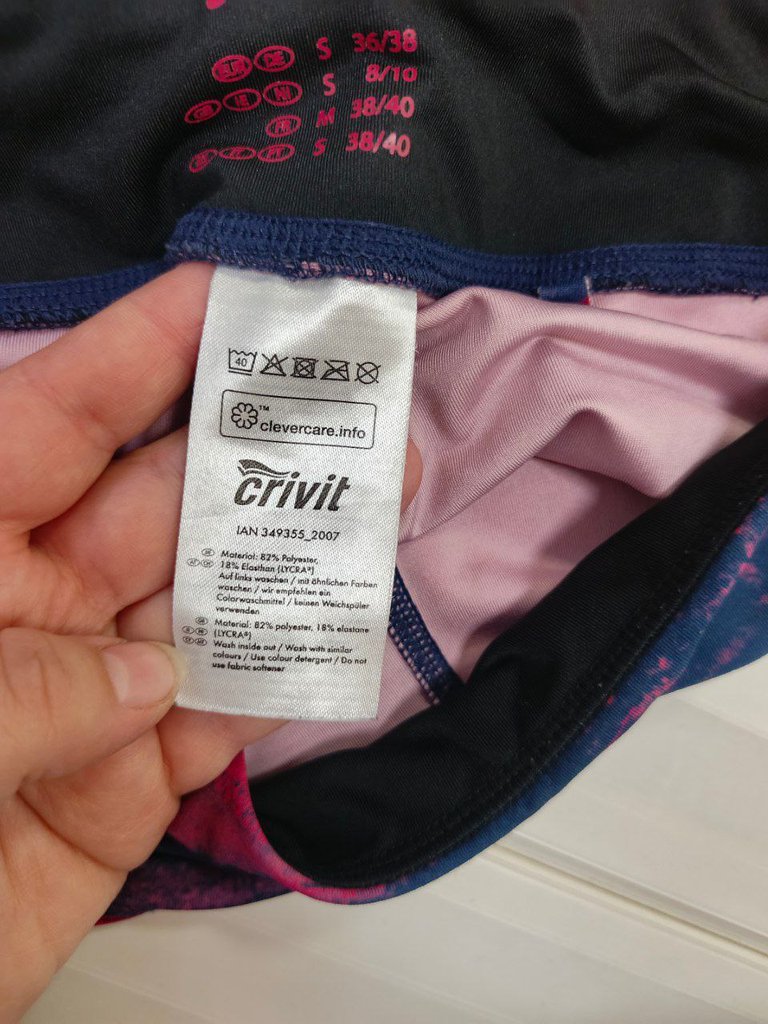 S 36/38
S 8/10
FR M 38/40
S 38/40
40
™
clevercare.info
crivit
IAN 349355_2007
Material: 82% Polyester,
18% Elasthan (LYCRA®)
Auf links waschen / mit ähnlichen Farben
waschen / wir empfehlen ein
Colorwaschmittel / keinen Weichspüler
verwenden
Material: 82% polyester, 18% elastane
(LYCRA®)
Wash inside out / Wash with similar
colours / Use colour detergent / Do not
use fabric softener